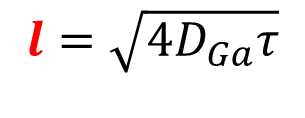 l = √4D_Ga τ